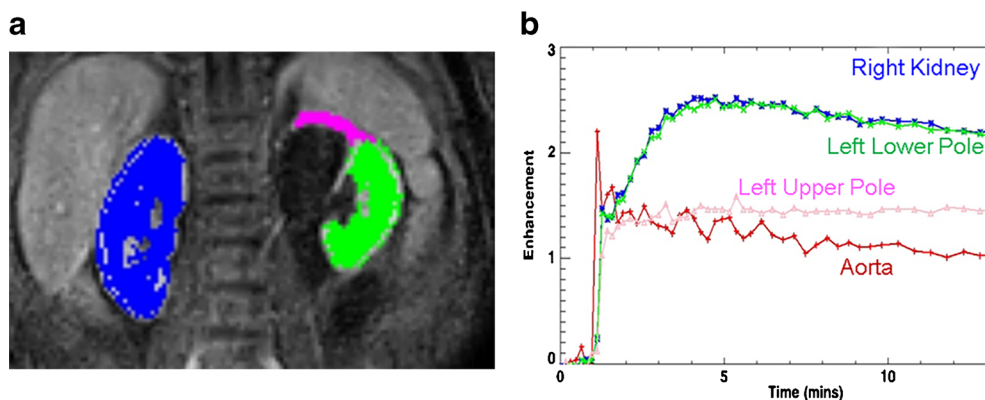 a
b
3
2
1
0
Enhancement
Right Kidney
Left Lower Pole
Left Upper Pole
Aorta
0
5
10
Time (mins)